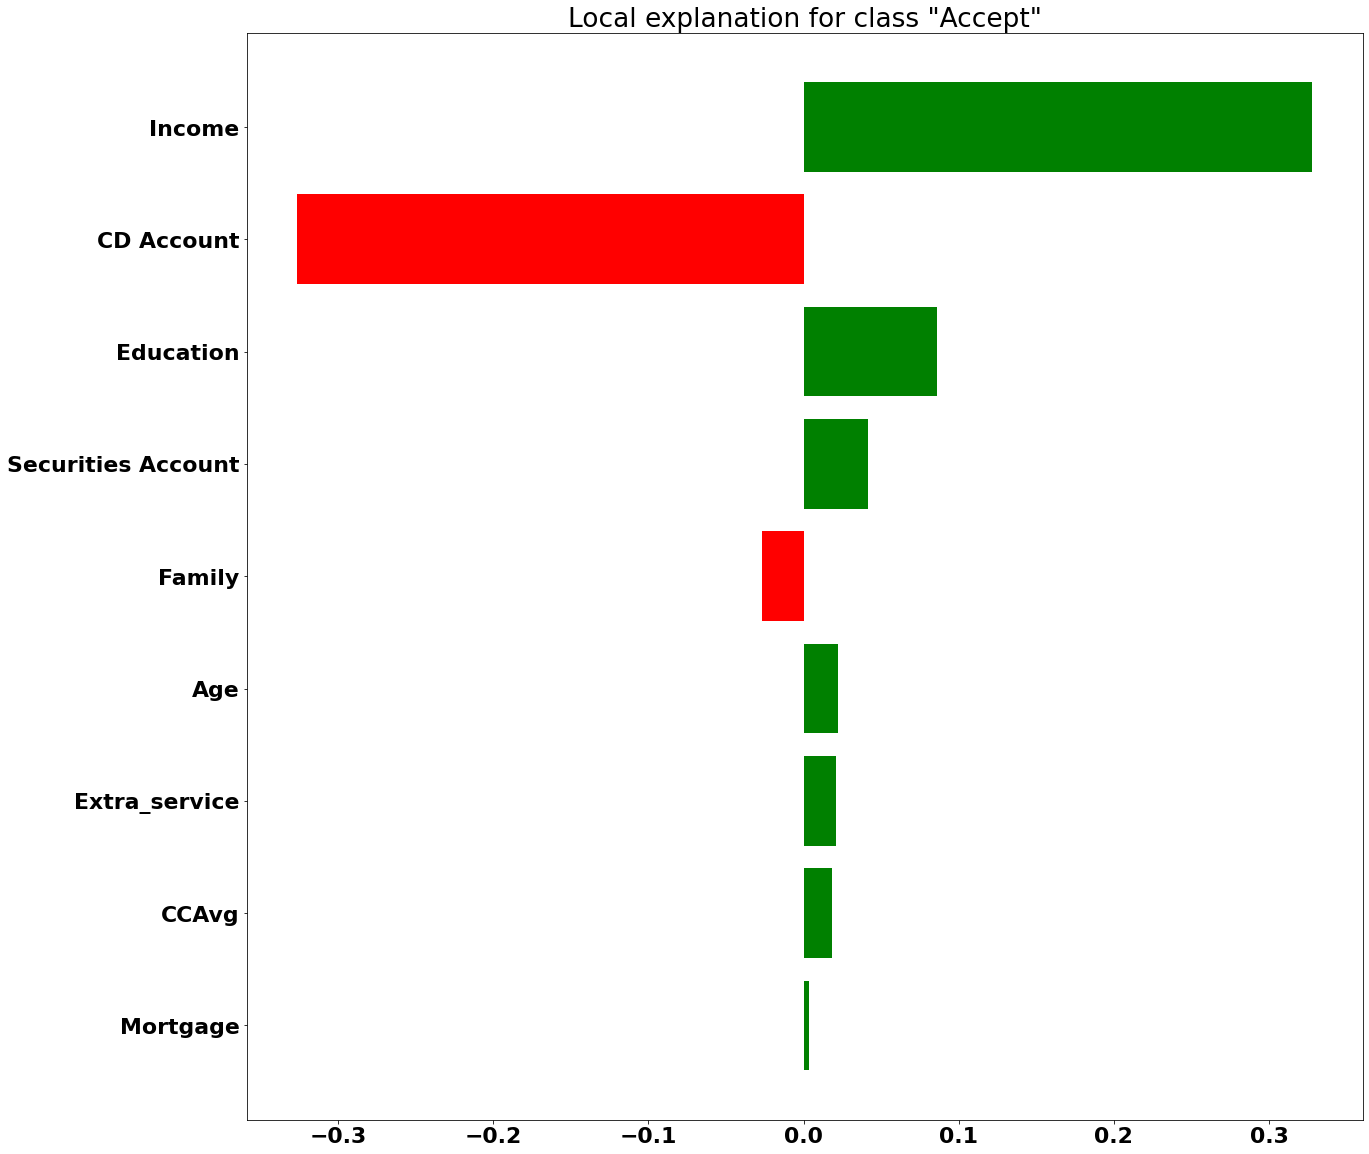 Local explanation for class "Accept"
Income
CD Account
Education
Securities Account
Family
Age
Extra_service
CCAvg
Mortgage
−0.3 −0.2 −0.1 0.0 0.1 0.2 0.3